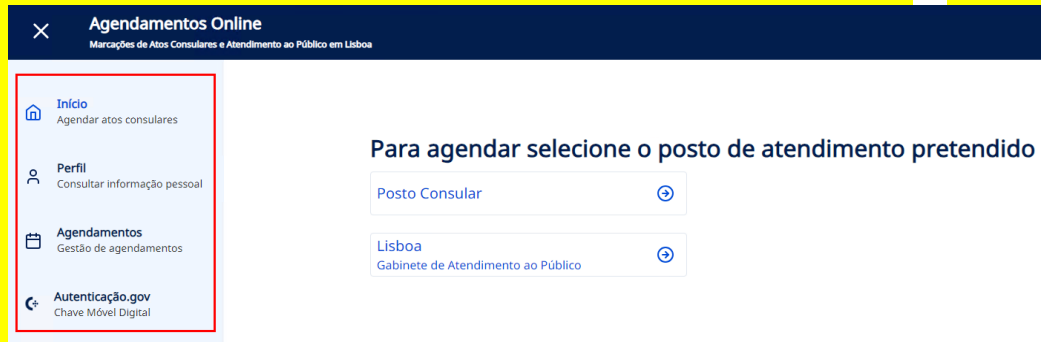 Agendamentos Online
Marcações de Atos Consulares e Atendimento ao Público em Lisboa
Início
Agendar atos consulares
Perfil
Consultar informação pessoal
Agendamentos
Gestão de agendamentos
Autenticação.gov
Chave Móvel Digital
Para agendar selecione o posto de atendimento pretendido
Posto Consular
Lisboa
Gabinete de Atendimento ao Público